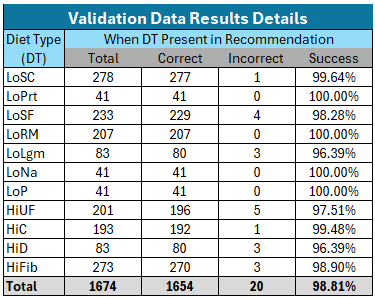 Validation Data Results Details
Diet Type (DT) When DT Present in Recommendation
Total Correct Incorrect Success
LoSC 278 277 1 99.64%
LoPrt 41 41 0 100.00%
LoSF 233 229 4 98.28%
LoRM 207 207 0 100.00%
LoLgm 83 80 3 96.39%
LoNa 41 41 0 100.00%
LoP 41 41 0 100.00%
HiUF 201 196 5 97.51%
HiC 193 192 1 99.48%
HiD 83 80 3 96.39%
HiFib 273 270 3 98.90%
Total 1674 1654 20 98.81%